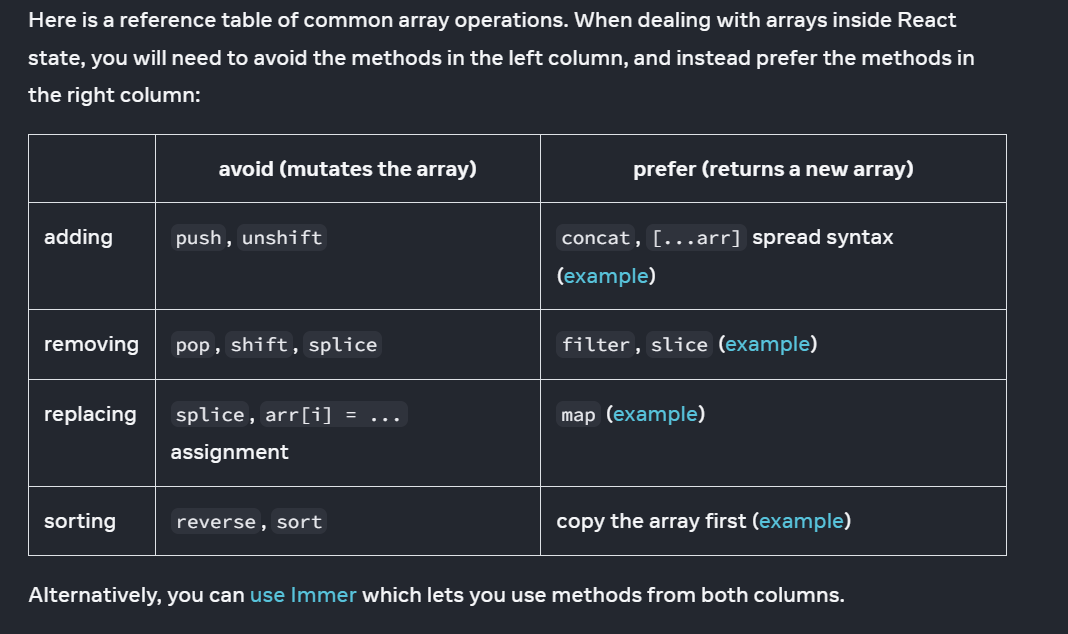 Here is a reference table of common array operations. When dealing with arrays inside React
state, you will need to avoid the methods in the left column, and instead prefer the methods in
the right column:
avoid (mutates the array) prefer (returns a new array)
adding push, unshift concat, [...arr] spread syntax
(example)
removing pop, shift, splice filter, slice (example)
replacing splice, arr[i] = ... map (example)
assignment
sorting reverse, sort copy the array first (example)
Alternatively, you can use Immer which lets you use methods from both columns.